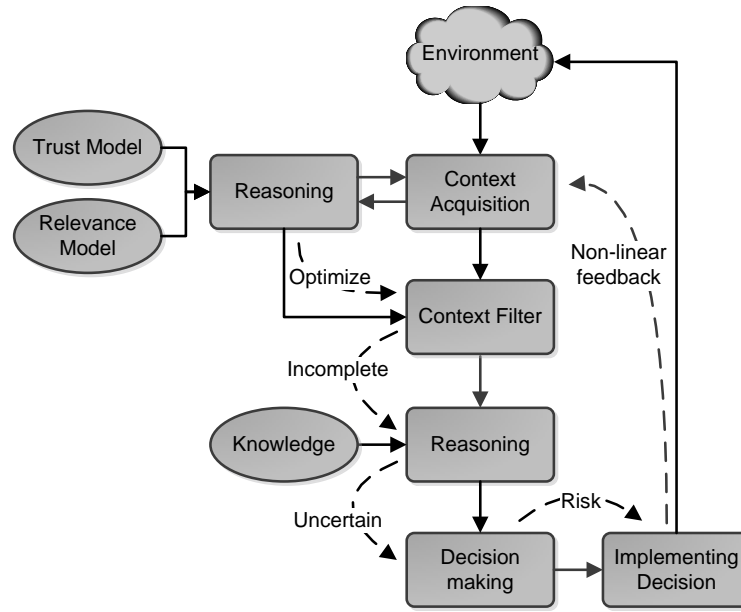 Environment
Trust Model
Reasoning
Context
Acquisition
Relevance
Model
Non-linear
feedback
Optimize
Context Filter
Incomplete
Knowledge
Reasoning
Uncertain
Risk
Decision
making
Implementing
Decision